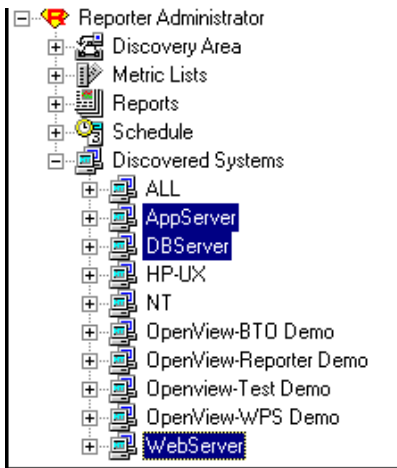 Reporter Administrator
Discovery Area
Metric Lists
Reports
Schedule
Discovered Systems
ALL
AppServer
DBServer
HP-UX
NT
OpenView-BTO Demo
OpenView-Reporter Demo
Openview-Test Demo
OpenView-WPS Demo
WebServer